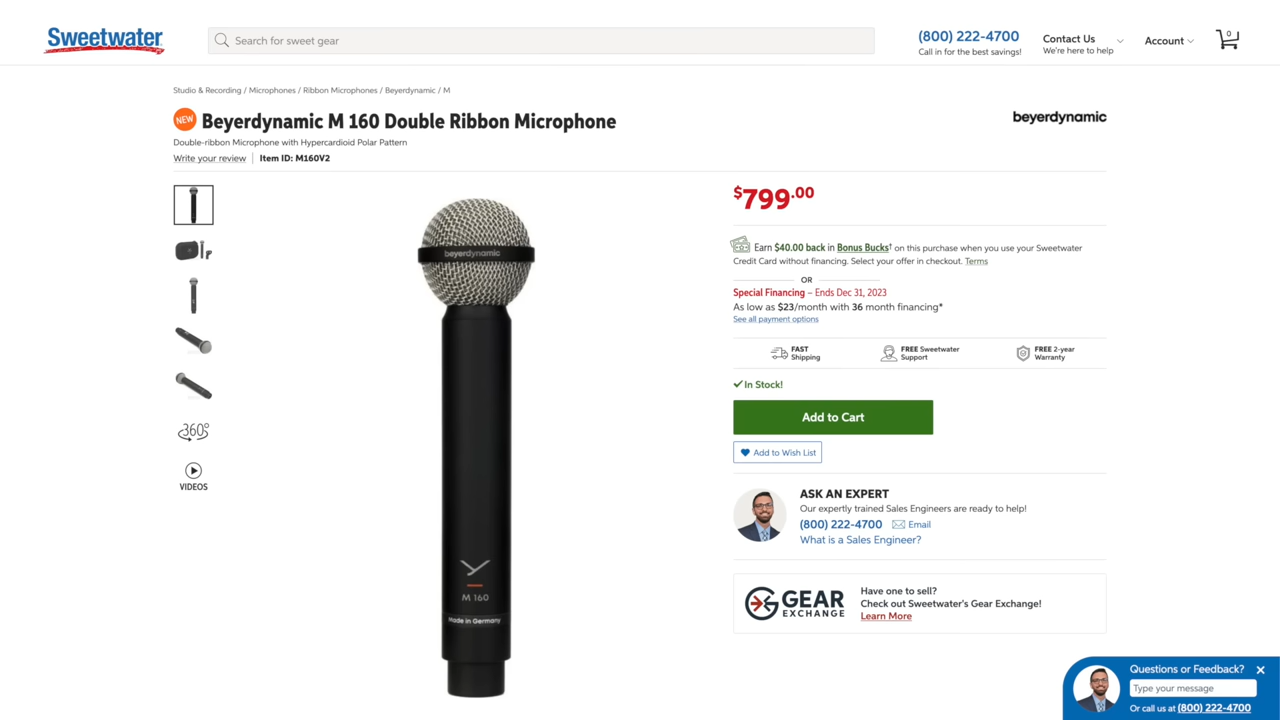 Sweetwater
Search for sweet gear
(800) 222-4700
Call in for the best savings!
Contact Us
We're here to help
Account
0
Studio & Recording / Microphones / Ribbon Microphones / Beyerdynamic / M
NEW
Beyerdynamic M 160 Double Ribbon Microphone
beyerdynamic
Double-ribbon Microphone with Hypercardioid Polar Pattern
Write your review | Item ID: M160V2
360°
VIDEOS
beyerdynamic
M 160
Made in Germany
$799.00
Earn $40.00 back in Bonus Bucks† on this purchase when you use your Sweetwater
Credit Card without financing. Select your offer in checkout. Terms
OR
Special Financing – Ends Dec 31, 2023
As low as $23/month with 36 month financing*
See all payment options
FAST
Shipping
FREE Sweetwater
Support
FREE 2-year
Warranty
In Stock!
Add to Cart
Add to Wish List
ASK AN EXPERT
Our expertly trained Sales Engineers are ready to help!
(800) 222-4700 Email
What is a Sales Engineer?
GEAR
EXCHANGE
Have one to sell?
Check out Sweetwater's Gear Exchange!
Learn More
Questions or Feedback?
Type your message
Or call us at (800) 222-4700